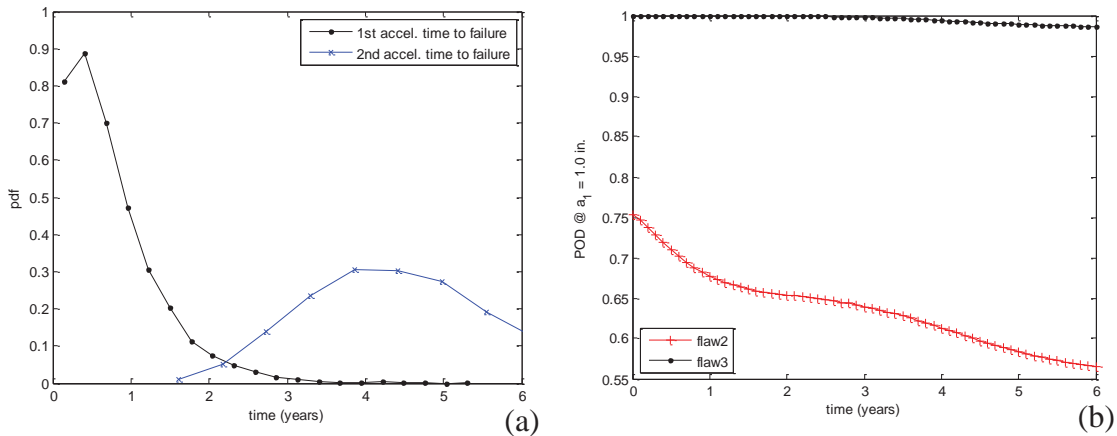 1st accel. time to failure
2nd accel. time to failure
1
0.9
0.8
0.7
0.6
0.5
0.4
0.3
0.2
0.1
0
pdf
0 1 2 3 4 5 6
time (years)
(a)
1
0.95
0.9
0.85
0.8
0.75
0.7
0.65
0.6
0.55
POD @ a1 = 1.0 in.
flaw2
flaw3
0 1 2 3 4 5 6
time (years)
(b)